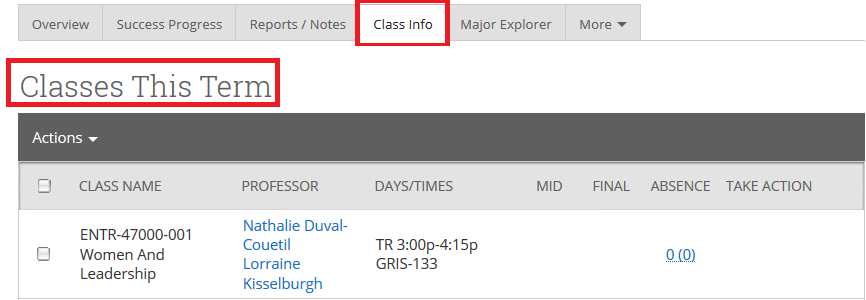 Overview Success Progress Reports / Notes Class Info Major Explorer More
Classes This Term
Actions
CLASS NAME PROFESSOR DAYS/TIMES MID FINAL ABSENCE TAKE ACTION
ENTR-47000-001
Women And
Leadership
Nathalie Duval-
Couetil
Lorraine
Kisselburgh
TR 3:00p-4:15p
GRIS-133
0 (0)